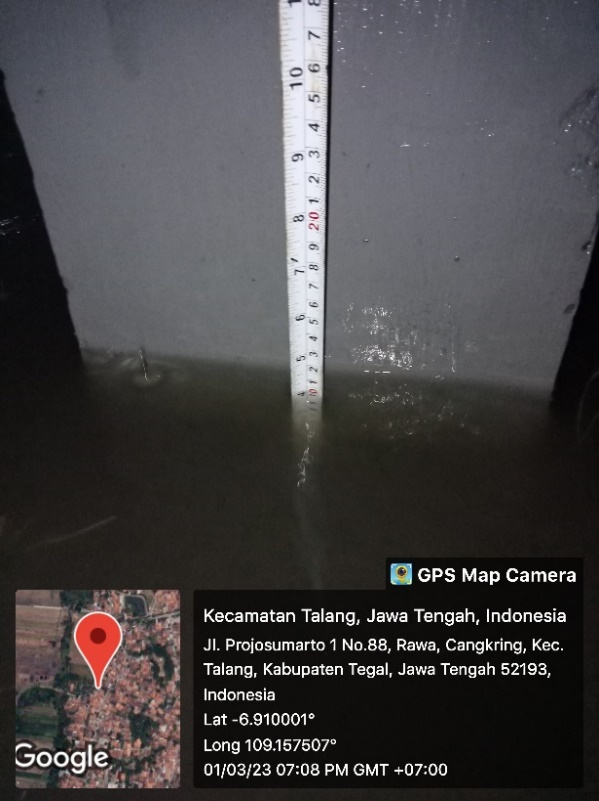 1 8
7
10 6
5
4
9 3
2
1
8 20
9
7 8
7
6 6
5
4
5 3
2
1
4 10
GPS Map Camera
Kecamatan Talang, Jawa Tengah, Indonesia
Jl. Projosumarto 1 No.88, Rawa, Cangkring, Kec.
Talang, Kabupaten Tegal, Jawa Tengah 52193,
Indonesia
Lat -6.910001°
Long 109.157507°
01/03/23 07:08 PM GMT +07:00
Google